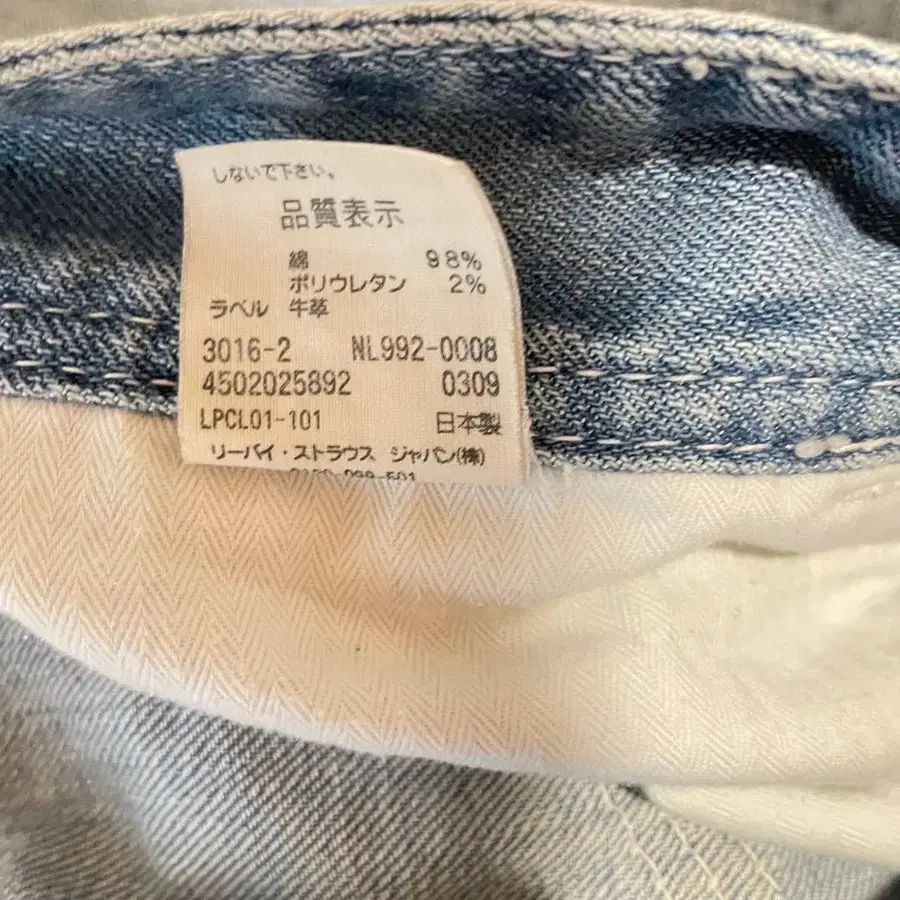 しないで下さい。
品質表示
綿 98%
ポリウレタン 2%
ラベル 牛革
3016-2 NL992-0008
4502025892 0309
LPCL01-101 日本製
リーバイ・ストラウス ジャパン(株)